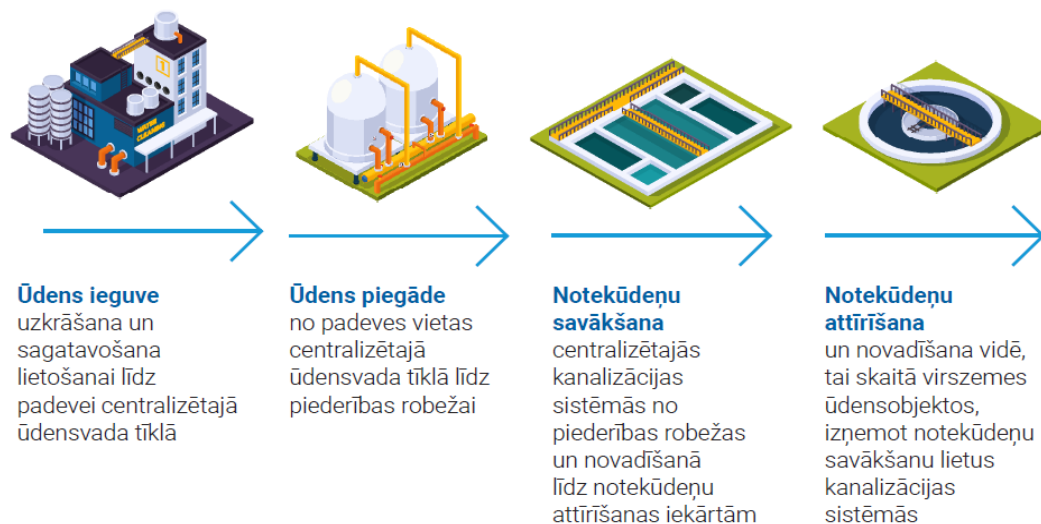 WATER
CLEANING
Ūdens ieguve
uzkrāšana un
sagatavošana
lietošanai līdz
padevei centralizētajā
ūdensvada tīklā
Ūdens piegāde
no padeves vietas
centralizētajā
ūdensvada tīklā līdz
piederības robežai
Notekūdeņu
savākšana
centralizētajās
kanalizācijas
sistēmās no
piederības robežas
un novadīšanā
līdz notekūdeņu
attīrīšanas iekārtām
Notekūdeņu
attīrīšana
un novadīšana vidē,
tai skaitā virszemes
ūdensobjektos,
izņemot notekūdeņu
savākšanu lietus
kanalizācijas
sistēmās